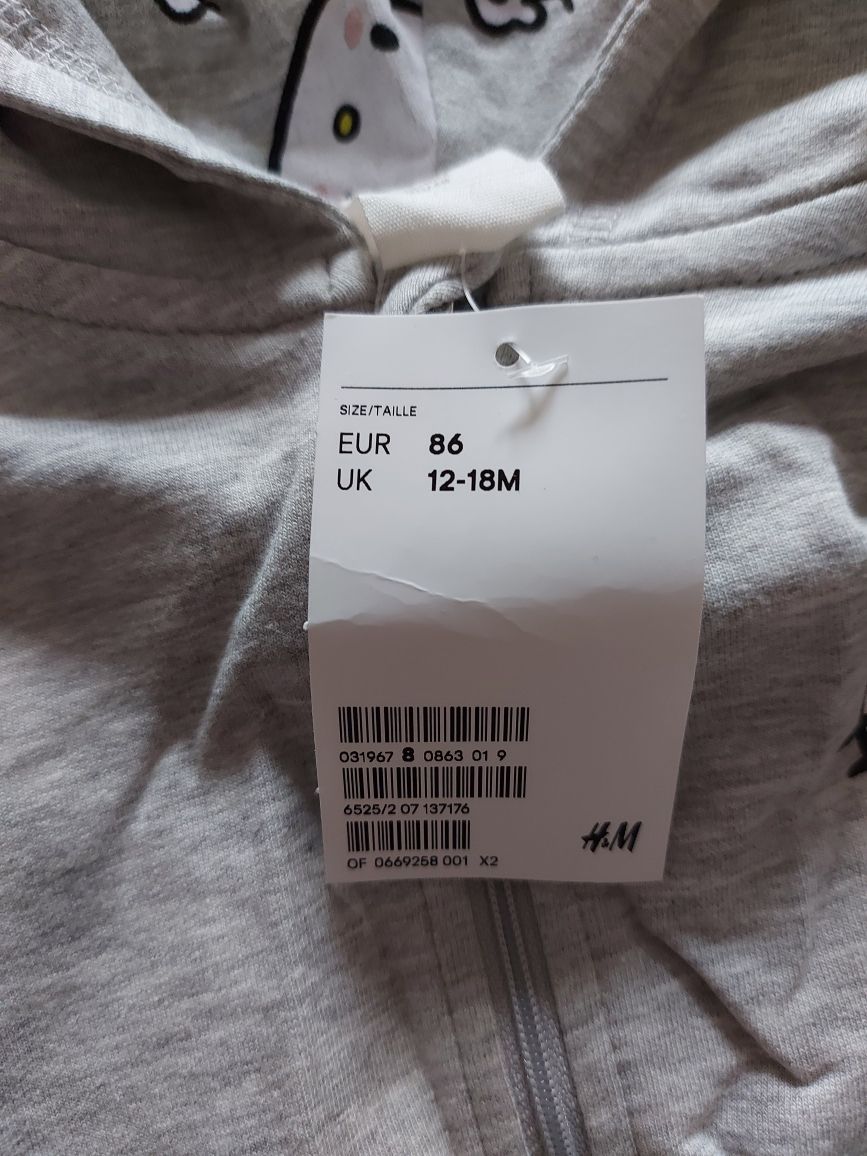 SIZE/TAILLE
EUR 86
UK 12-18M
031967 8 0863 01 9
6525/2 07 137176
OF 0669258 001 X2
H&M